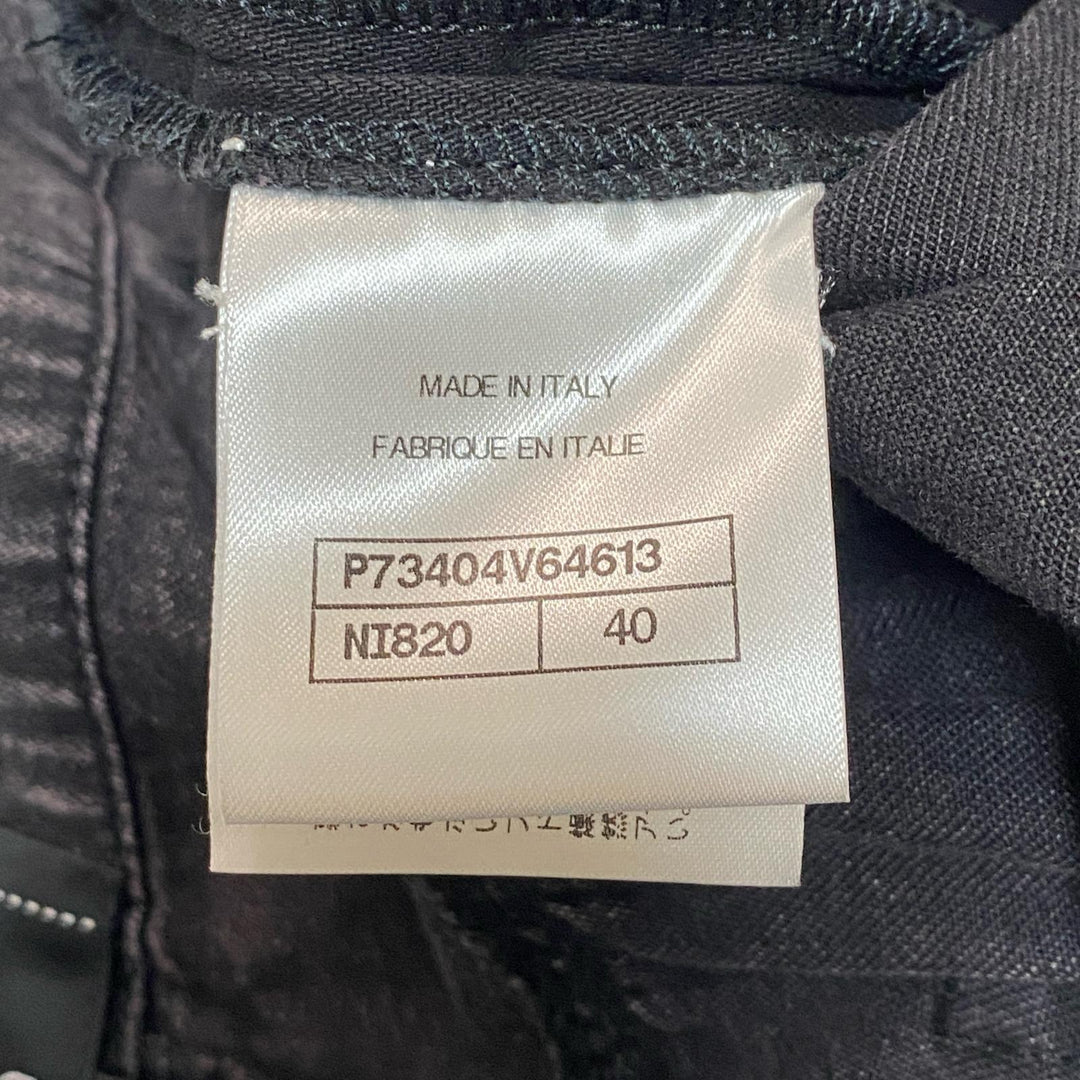 MADE IN ITALY
FABRIQUE EN ITALIE
P73404V64613
NI820 40